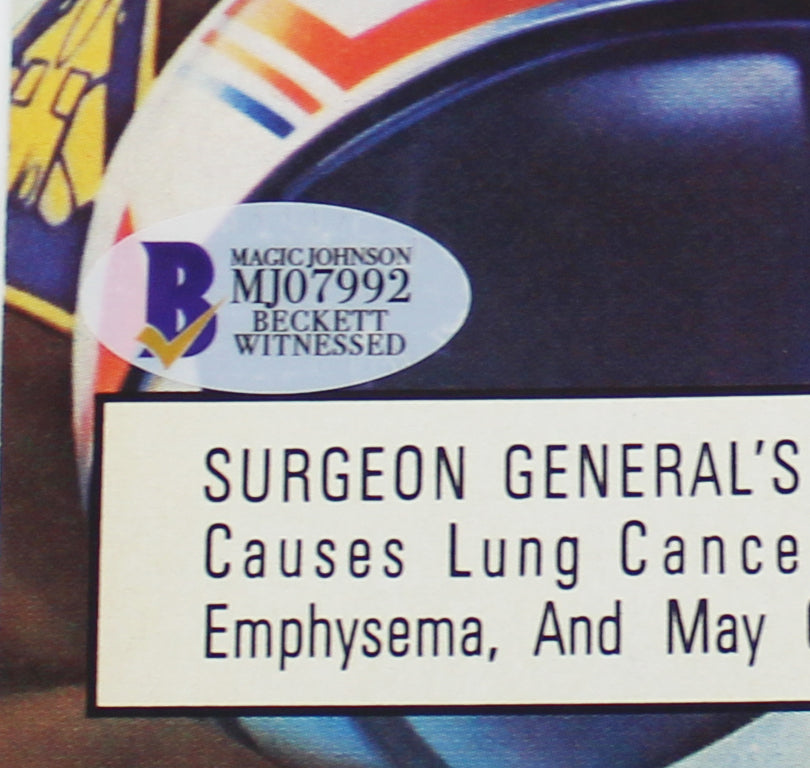 B
MAGIC JOHNSON
MJ07992
BECKETT
WITNESSED
SURGEON GENERAL'S
Causes Lung Cance
Emphysema, And May